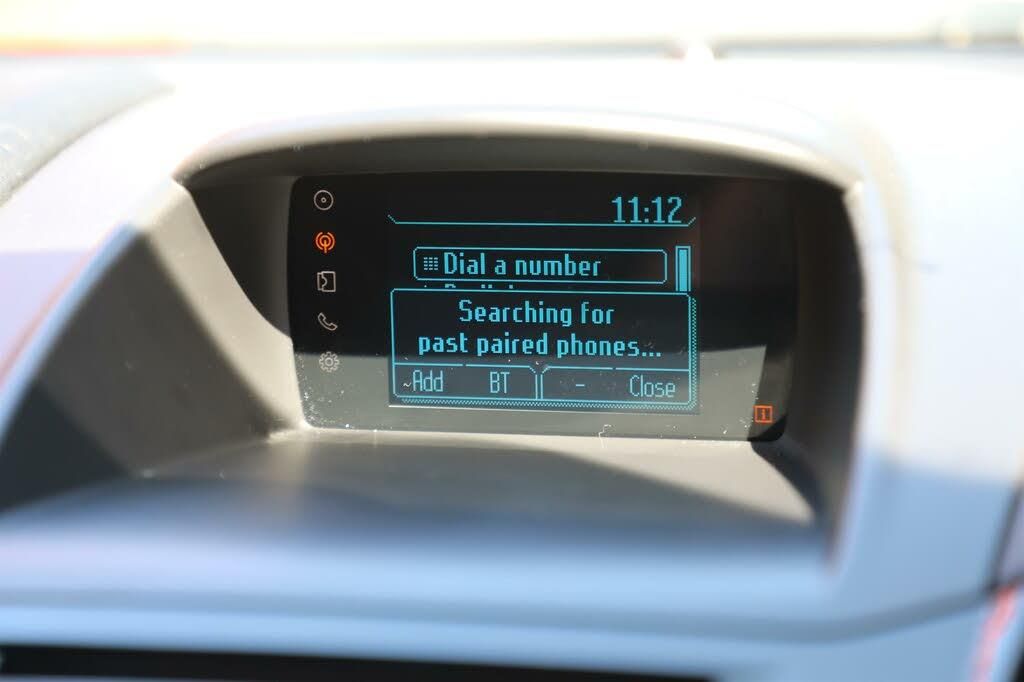 11:12
Dial a number
Searching for
past paired phones...
Add BT - Close
i